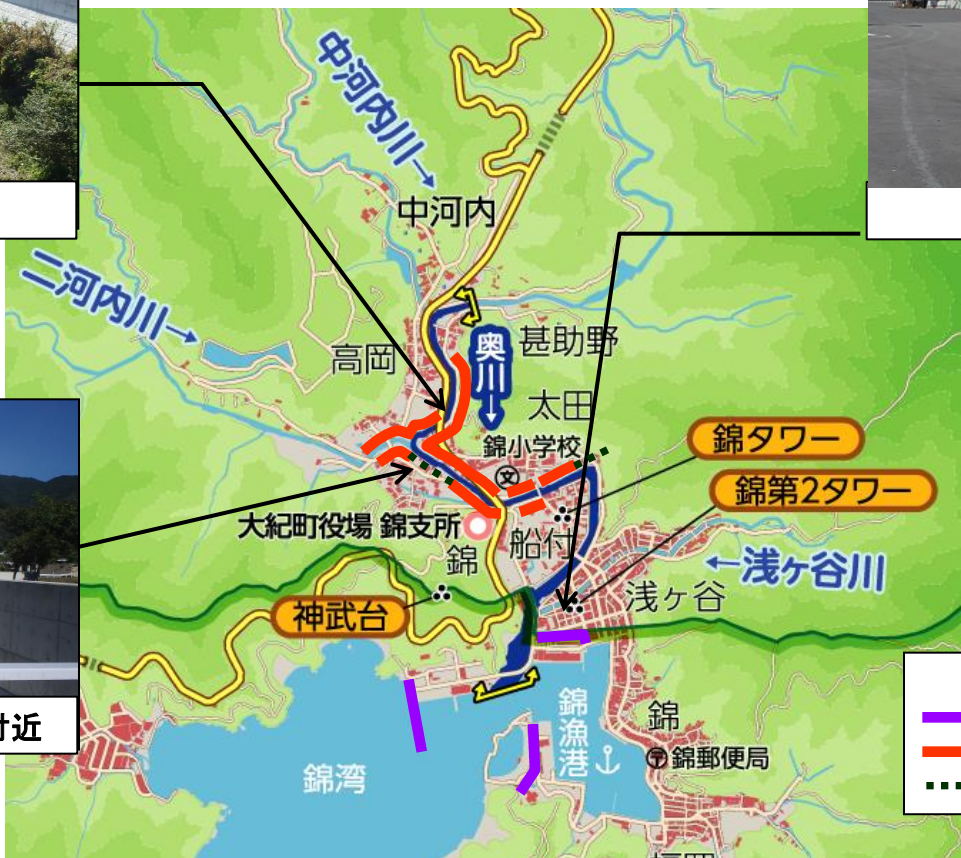 中河内川→
中河内
二河内川→
高岡
奥川→
甚助野
太田
錦小学校
文
錦タワー
錦第2タワー
大紀町役場 錦支所
船付
錦
←浅ヶ谷川
浅ヶ谷
神武台
付近
錦漁港
錦
〒錦郵便局
錦湾